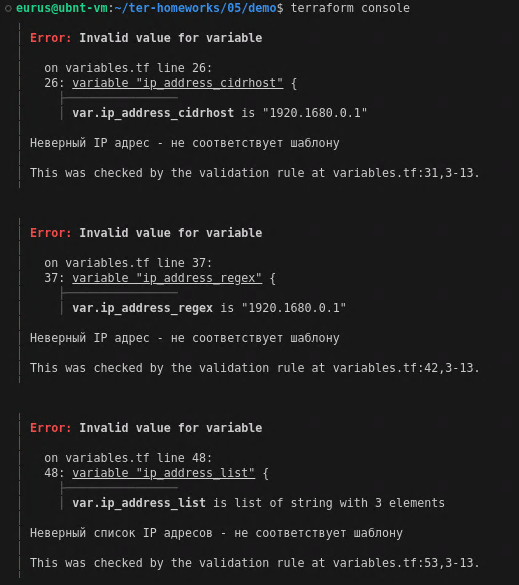 eurus@ubnt-vm:~/ter-homeworks/05/demo$ terraform console
Error: Invalid value for variable
on variables.tf line 26:
26: variable "ip_address_cidrhost" {
var.ip_address_cidrhost is "1920.1680.0.1"
Неверный IP адрес - не соответствует шаблону
This was checked by the validation rule at variables.tf:31,3-13.
Error: Invalid value for variable
on variables.tf line 37:
37: variable "ip_address_regex" {
var.ip_address_regex is "1920.1680.0.1"
Неверный IP адрес - не соответствует шаблону
This was checked by the validation rule at variables.tf:42,3-13.
Error: Invalid value for variable
on variables.tf line 48:
48: variable "ip_address_list" {
var.ip_address_list is list of string with 3 elements
Неверный список IP адресов - не соответствует шаблону
This was checked by the validation rule at variables.tf:53,3-13.